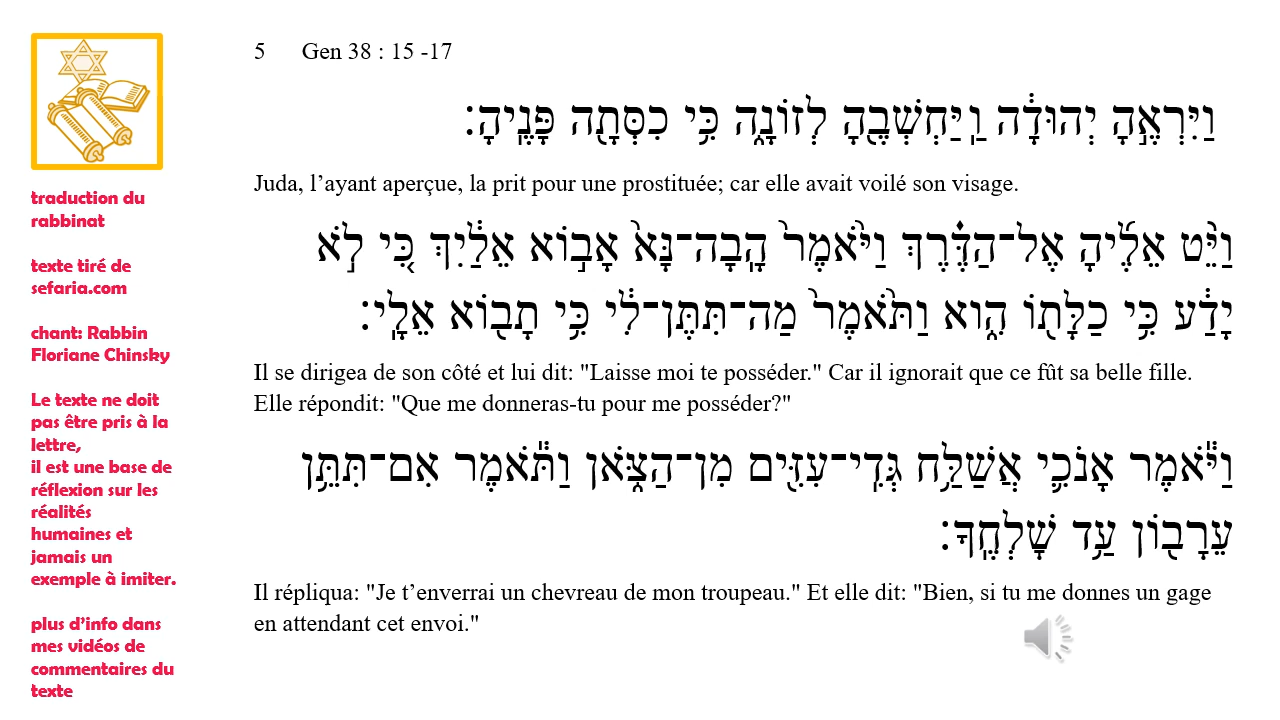 5 Gen 38 : 15 -17
וַיִּרְאֶ֣הָ יְהוּדָ֔ה וַֽיַּחְשְׁבֶ֖הָ לְזוֹנָ֑ה כִּ֥י כִסְּתָ֖ה פָּנֶֽיהָ׃
Juda, l’ayant aperçue, la prit pour une prostituée; car elle avait voilé son visage.
וַיֵּ֨ט אֵלֶ֜יהָ אֶל־הַדֶּ֗רֶךְ וַיֹּ֙אמֶר֙ הָֽבָה־נָּא֙ אָב֣וֹא אֵלַ֔יִךְ כִּ֚י לֹ֣א
יָדַ֔ע כִּ֥י כַלָּת֖וֹ הִ֑וא וַתֹּ֙אמֶר֙ מַה־תִּתֶּן־לִ֔י כִּ֥י תָב֖וֹא אֵלָֽי׃
Il se dirigea de son côté et lui dit: "Laisse moi te posséder." Car il ignorait que ce fût sa belle fille.
Elle répondit: "Que me donneras-tu pour me posséder?"
וַיֹּ֕אמֶר אָנֹכִ֛י אֲשַׁלַּ֥ח גְּדִֽי־עִזִּ֖ים מִן־הַצֹּ֑אן וַתֹּ֕אמֶר אִם־תִּתֵּ֥ן
עֵרָב֖וֹן עַ֥ד שָׁלְחֶֽךָ׃
Il répliqua: "Je t’enverrai un chevreau de mon troupeau." Et elle dit: "Bien, si tu me donnes un gage
en attendant cet envoi."
traduction du
rabbinat
texte tiré de
sefaria.com
chant: Rabbin
Floriane Chinsky
Le texte ne doit
pas être pris à la
lettre,
il est une base de
réflexion sur les
réalités
humaines et
jamais un
exemple à imiter.
plus d’info dans
mes vidéos de
commentaires du
texte